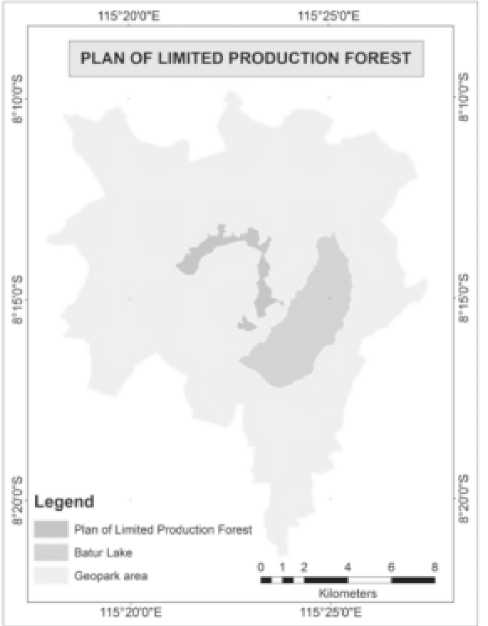 115°20'0"E 115°25'0"E
PLAN OF LIMITED PRODUCTION FOREST
8°10'0"S 8°10'0"S
8°15'0"S 8°15'0"S
8°20'0"S 8°20'0"S
Legend
Plan of Limited Production Forest
Batur Lake
Geopark area
0 1 2 4 6 8
Kilometers
115°20'0"E 115°25'0"E